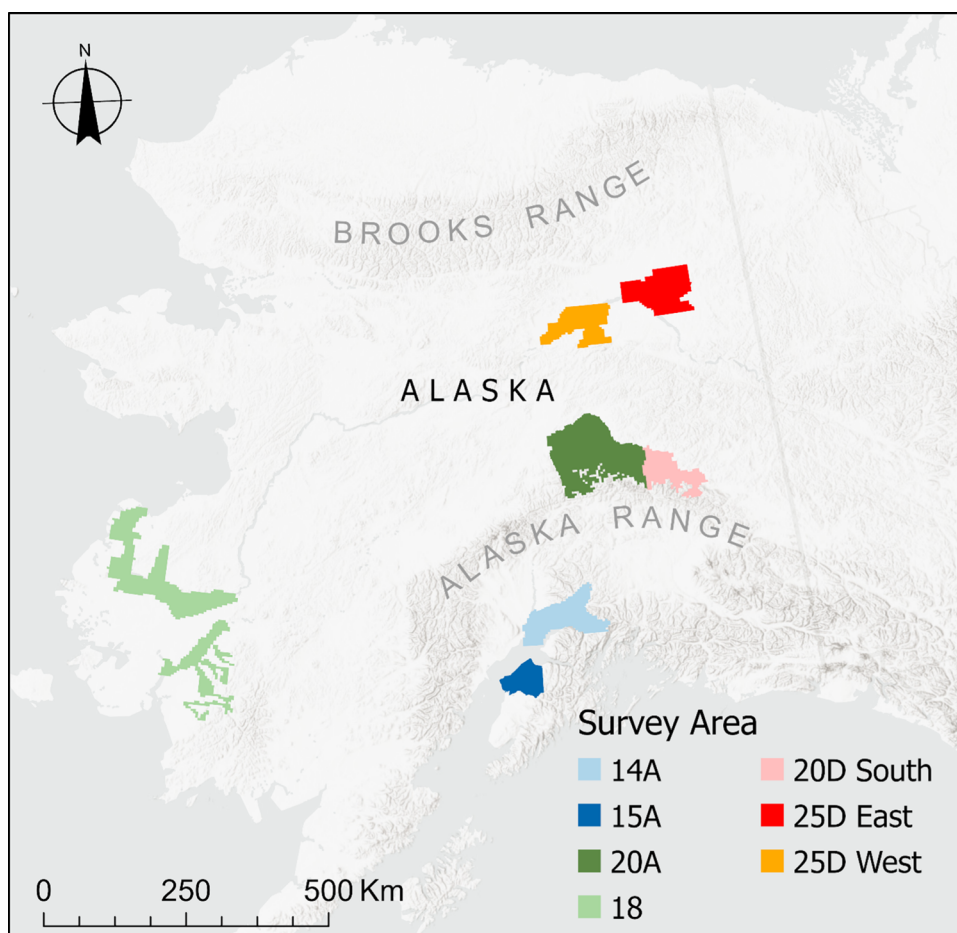 N
BROOKS RANGE
ALASKA
ALASKA RANGE
Survey Area
14A
15A
20A
18
20D South
25D East
25D West
0 250 500 Km